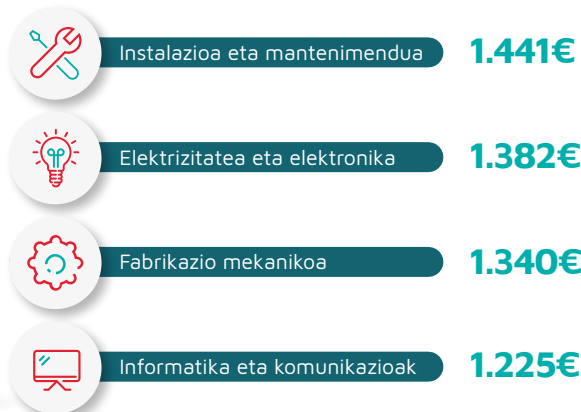 Instalazioa eta mantenimendua 1.441€
Elektrizitatea eta elektronika 1.382€
Fabrikazio mekanikoa 1.340€
Informatika eta komunikazioak 1.225€